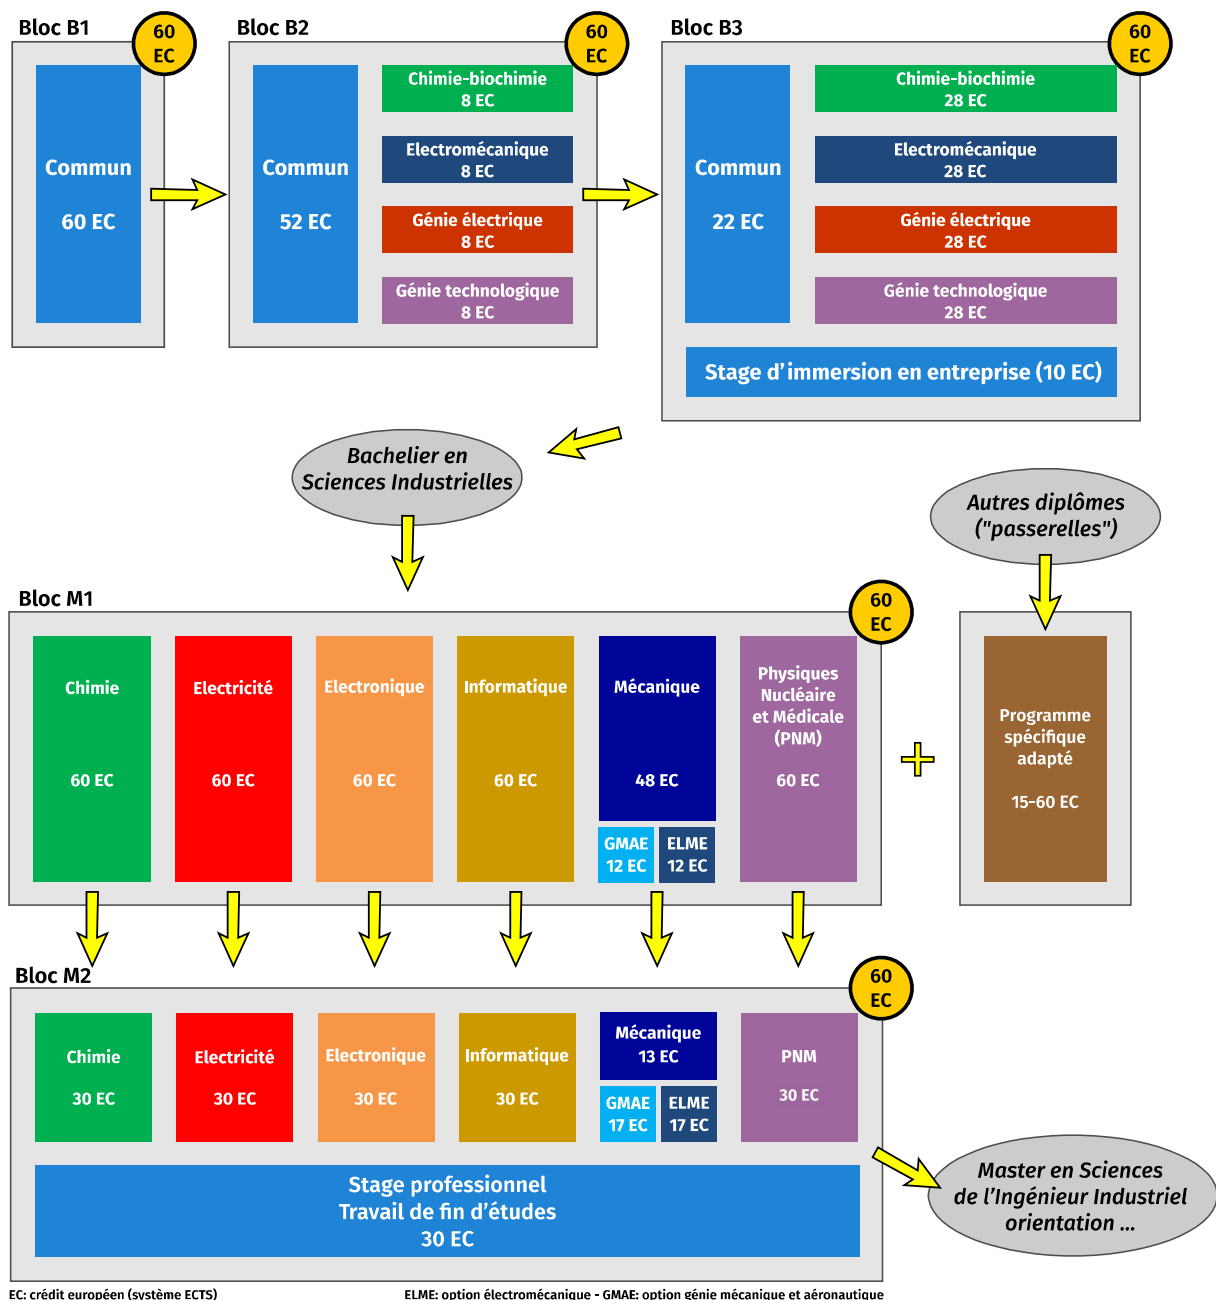 Bloc B1
60
EC
Commun
60 EC
Bloc B2
60
EC
Commun
52 EC
Chimie-biochimie
8 EC
Electromécanique
8 EC
Génie électrique
8 EC
Génie technologique
8 EC
Bloc B3
60
EC
Commun
22 EC
Chimie-biochimie
28 EC
Electromécanique
28 EC
Génie électrique
28 EC
Génie technologique
28 EC
Stage d'immersion en entreprise (10 EC)
Bachelier en
Sciences Industrielles
Autres diplômes
("passerelles")
Bloc M1
60
EC
Chimie
60 EC
Electricité
60 EC
Electronique
60 EC
Informatique
60 EC
Mécanique
48 EC
GMAE
12 EC
ELME
12 EC
Physiques
Nucléaire
et Médicale
(PNM)
60 EC
+
Programme
spécifique
adapté
15-60 EC
Bloc M2
60
EC
Chimie
30 EC
Electricité
30 EC
Electronique
30 EC
Informatique
30 EC
Mécanique
13 EC
GMAE
17 EC
ELME
17 EC
PNM
30 EC
Stage professionnel
Travail de fin d'études
30 EC
Master en Sciences
de l'Ingénieur Industriel
orientation ...
EC: crédit européen (système ECTS)
ELME: option électromécanique - GMAE: option génie mécanique et aéronautique